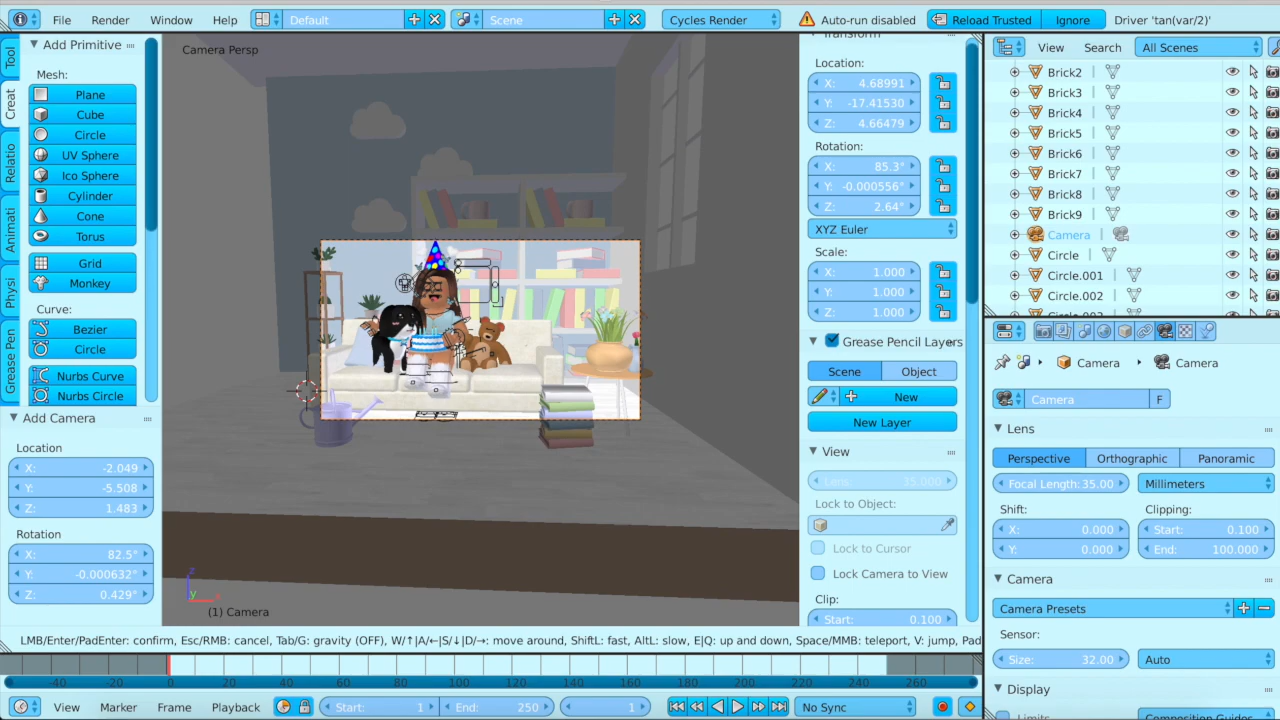 File Render Window Help Default Scene Cycles Render Auto-run disabled Reload Trusted Ignore Driver 'tan(var/2)'
Tool
Creat
Relatio
Animati
Physi
Grease Pen
Add Primitive
Mesh:
Plane
Cube
Circle
UV Sphere
Ico Sphere
Cylinder
Cone
Torus
Grid
Monkey
Curve:
Bezier
Circle
Nurbs Curve
Nurbs Circle
Add Camera
Location
X: -2.049
Y: -5.508
Z: 1.483
Rotation
X: 82.5°
Y: -0.000632°
Z: 0.429°
Camera Persp
z
y
x
(1) Camera
Transform
Location:
X: 4.68991
Y: -17.41530
Z: 4.66479
Rotation:
X: 85.3°
Y: -0.000556°
Z: 2.64°
XYZ Euler
Scale:
X: 1.000
Y: 1.000
Z: 1.000
Grease Pencil Layers
Scene Object
New
New Layer
View
Lens: 35.000
Lock to Object:
Lock to Cursor
Lock Camera to View
Clip:
Start: 0.100
View Search All Scenes
Brick2
Brick3
Brick4
Brick5
Brick6
Brick7
Brick8
Brick9
Camera
Circle
Circle.001
Circle.002
Camera Camera
Camera F
Lens
Perspective Orthographic Panoramic
Focal Length: 35.00 Millimeters
Shift: Clipping:
X: 0.000 Start: 0.100
Y: 0.000 End: 100.000
Camera
Camera Presets
Sensor:
Size: 32.00 Auto
Display
Limits Composition Guides
LMB/Enter/PadEnter: confirm, Esc/RMB: cancel, Tab/G: gravity (OFF), W/↑|A/←|S/↓|D/→: move around, ShiftL: fast, AltL: slow, E|Q: up and down, Space/MMB: teleport, V: jump, Pad
-40 -20 0 20 40 60 80 100 120 140 160 180 200 220 240 260
View Marker Frame Playback Start: 1 End: 250 1 No Sync